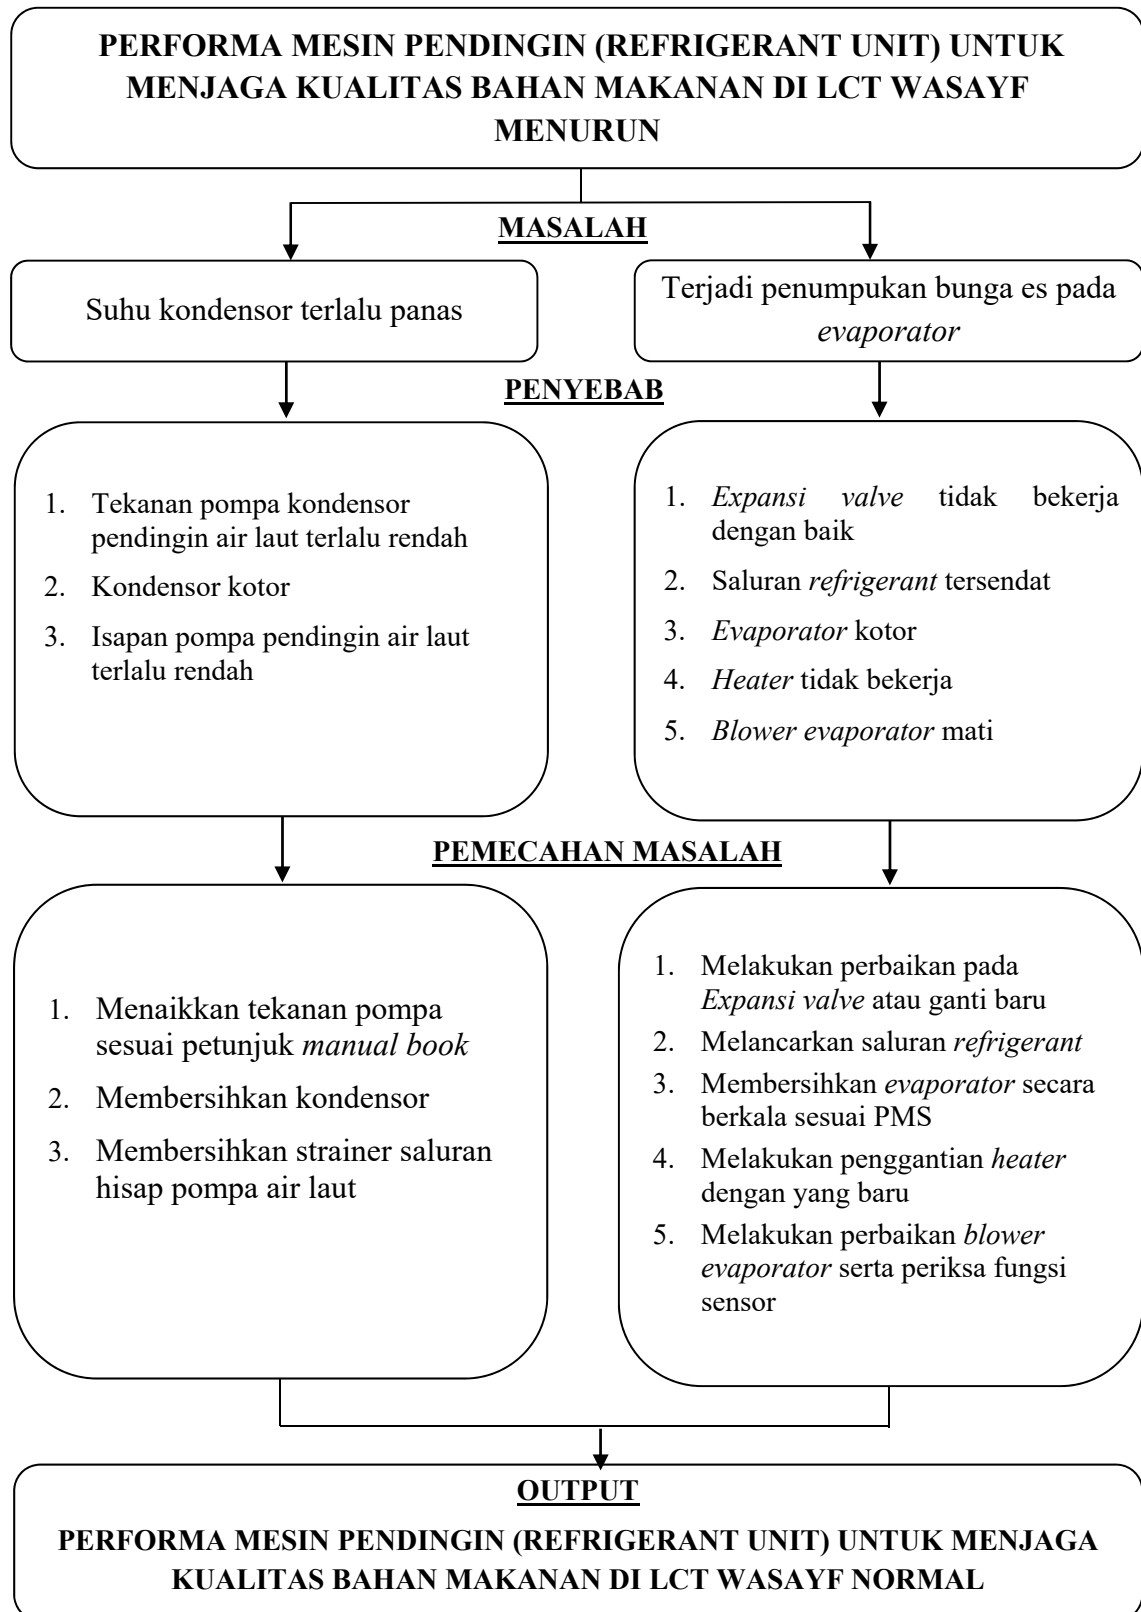 PERFORMA MESIN PENDINGIN (REFRIGERANT UNIT) UNTUK
MENJAGA KUALITAS BAHAN MAKANAN DI LCT WASAYF
MENURUN
MASALAH
Suhu kondensor terlalu panas
Terjadi penumpukan bunga es pada
evaporator
PENYEBAB
1. Tekanan pompa kondensor
pendingin air laut terlalu rendah
2. Kondensor kotor
3. Isapan pompa pendingin air laut
terlalu rendah
1. Expansi valve tidak bekerja
dengan baik
2. Saluran refrigerant tersendat
3. Evaporator kotor
4. Heater tidak bekerja
5. Blower evaporator mati
PEMECAHAN MASALAH
1. Menaikkan tekanan pompa
sesuai petunjuk manual book
2. Membersihkan kondensor
3. Membersihkan strainer saluran
hisap pompa air laut
1. Melakukan perbaikan pada
Expansi valve atau ganti baru
2. Melancarkan saluran refrigerant
3. Membersihkan evaporator secara
berkala sesuai PMS
4. Melakukan penggantian heater
dengan yang baru
5. Melakukan perbaikan blower
evaporator serta periksa fungsi
sensor
OUTPUT
PERFORMA MESIN PENDINGIN (REFRIGERANT UNIT) UNTUK MENJAGA
KUALITAS BAHAN MAKANAN DI LCT WASAYF NORMAL